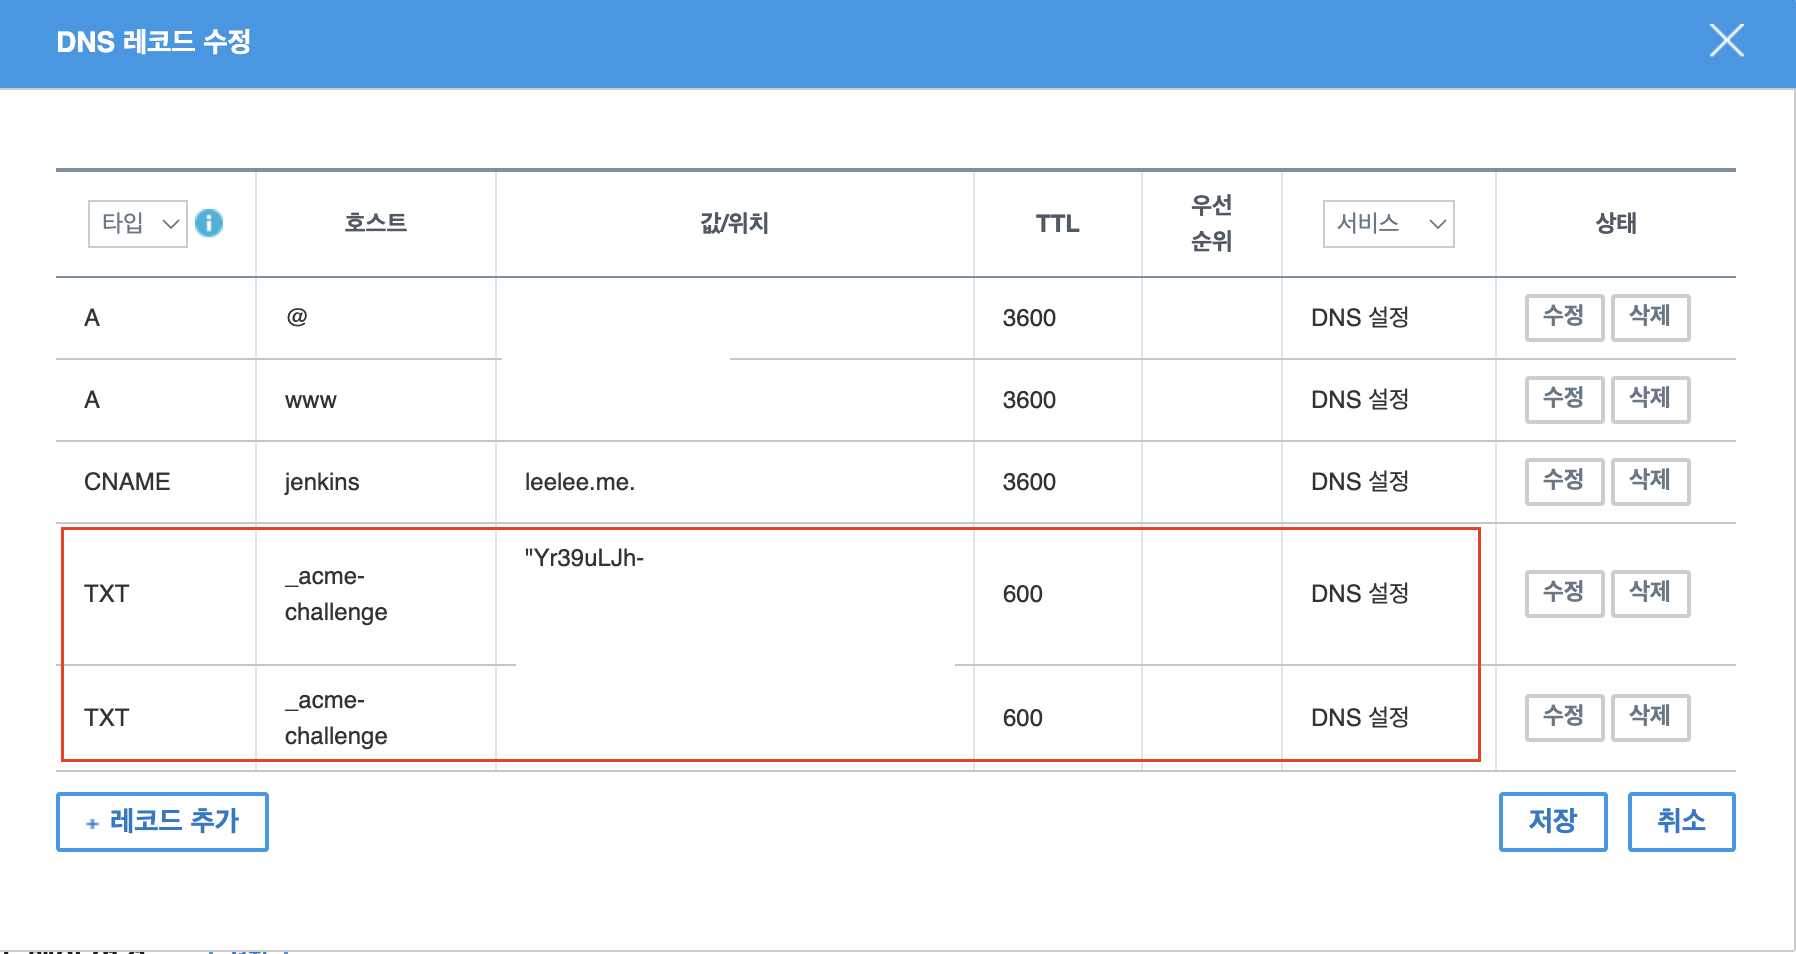 DNS 레코드 수정
타입 호스트 값/위치 TTL 우선 순위 서비스 상태
A @ 3600 DNS 설정 수정 삭제
A www 3600 DNS 설정 수정 삭제
CNAME jenkins leelee.me. 3600 DNS 설정 수정 삭제
TXT _acme-challenge "Yr39uLJh- 600 DNS 설정 수정 삭제
TXT _acme-challenge 600 DNS 설정 수정 삭제
+ 레코드 추가 저장 취소